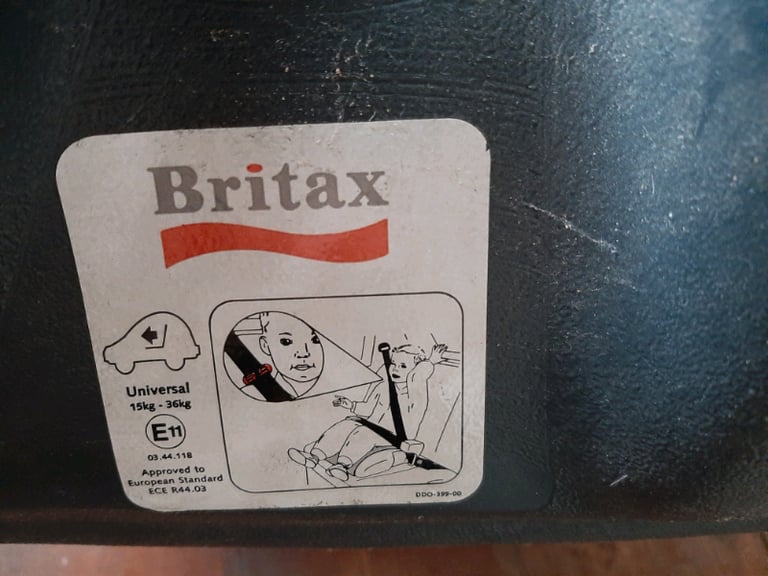 Britax
Universal
15kg - 36kg
E11
03.44.118
Approved to
European Standard
ECE R44.03
DDO-399-00